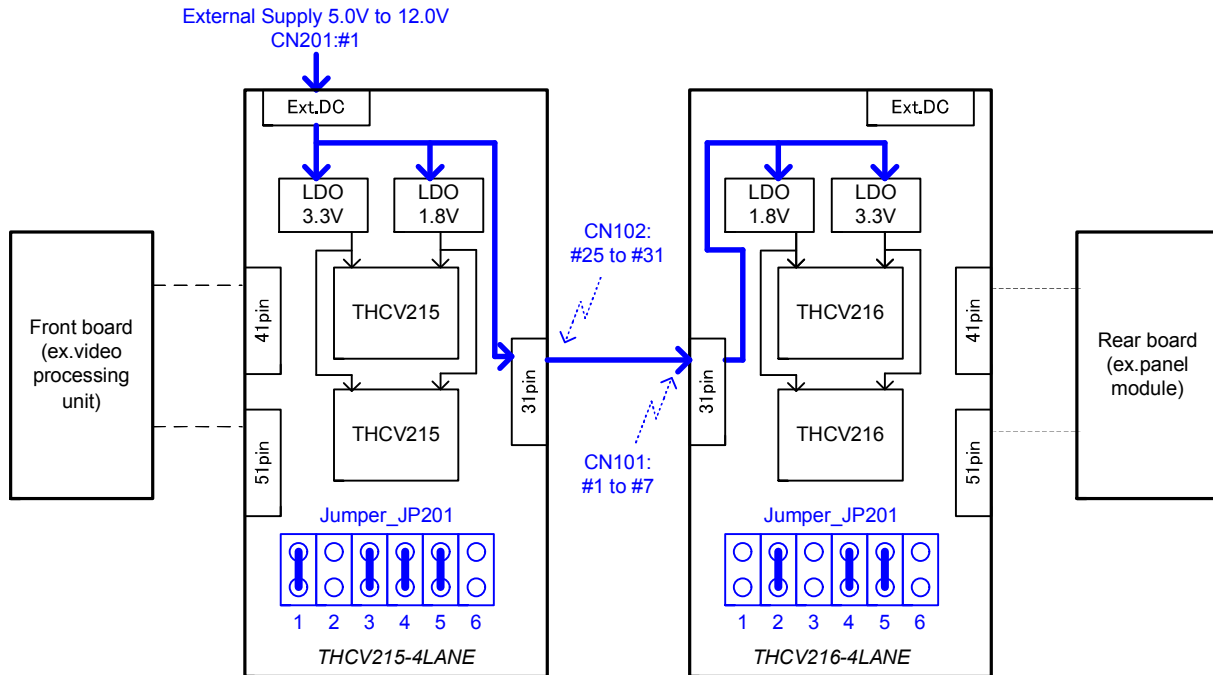 External Supply 5.0V to 12.0V
CN201:#1
Ext.DC
Ext.DC
LDO
3.3V
LDO
1.8V
LDO
1.8V
LDO
3.3V
CN102:
#25 to #31
THCV215
THCV216
41pin
41pin
Front board
(ex.video
processing
unit)
Rear board
(ex.panel
module)
31pin
31pin
THCV215
THCV216
51pin
51pin
CN101:
#1 to #7
Jumper_JP201
Jumper_JP201
1 2 3 4 5 6
1 2 3 4 5 6
THCV215-4LANE
THCV216-4LANE